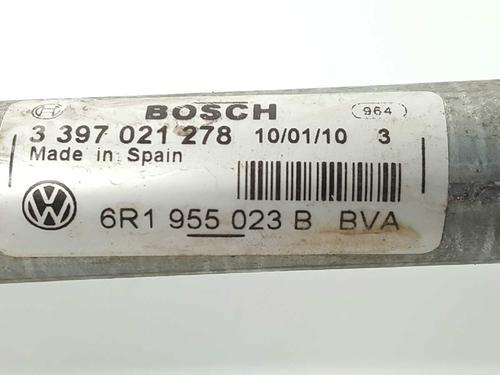 BOSCH 964
3 397 021 278 10/01/10 3
Made in Spain
6R1 955 023 B BVA